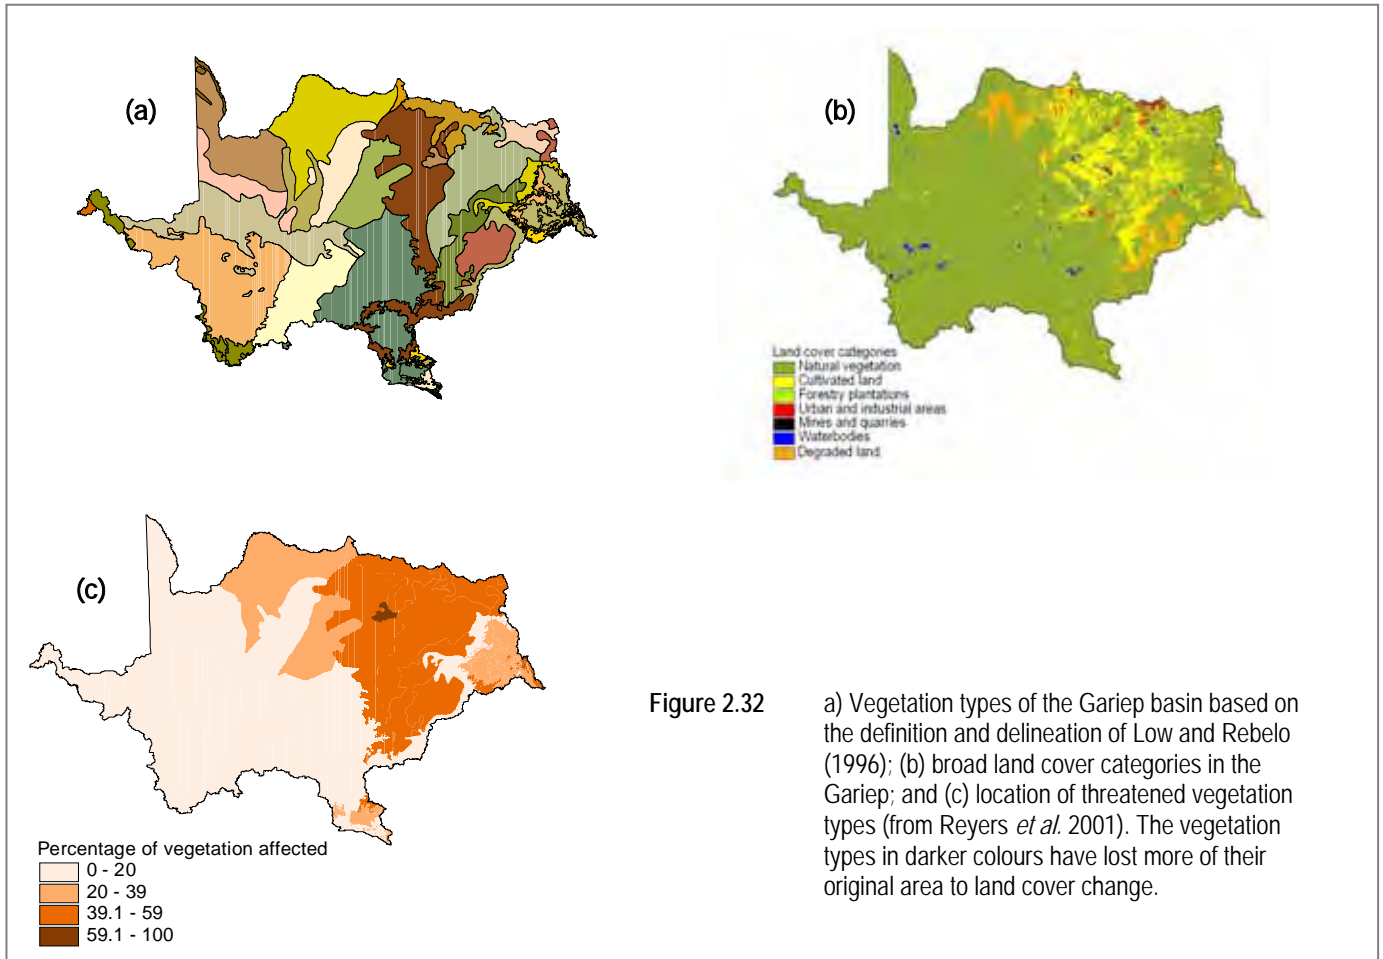 (a)
(b)
Land cover categories
Natural vegetation
Cultivated land
Forestry plantations
Urban and industrial areas
Mines and quarries
Waterbodies
Degraded land
(c)
Percentage of vegetation affected
0 - 20
20 - 39
39.1 - 59
59.1 - 100
Figure 2.32
a) Vegetation types of the Gariep basin based on
the definition and delineation of Low and Rebelo
(1996); (b) broad land cover categories in the
Gariep; and (c) location of threatened vegetation
types (from Reyers et al. 2001). The vegetation
types in darker colours have lost more of their
original area to land cover change.